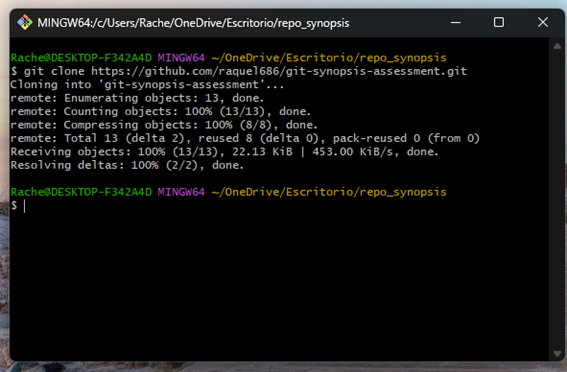 MINGW64:/c/Users/Rache/OneDrive/Escritorio/repo_synopsis
Rache@DESKTOP-F342A4D MINGW64 ~/OneDrive/Escritorio/repo_synopsis
$ git clone https://github.com/raquel686/git-synopsis-assessment.git
Cloning into 'git-synopsis-assessment'...
remote: Enumerating objects: 13, done.
remote: Counting objects: 100% (13/13), done.
remote: Compressing objects: 100% (8/8), done.
remote: Total 13 (delta 2), reused 8 (delta 0), pack-reused 0 (from 0)
Receiving objects: 100% (13/13), 22.13 KiB | 453.00 KiB/s, done.
Resolving deltas: 100% (2/2), done.
Rache@DESKTOP-F342A4D MINGW64 ~/OneDrive/Escritorio/repo_synopsis
$